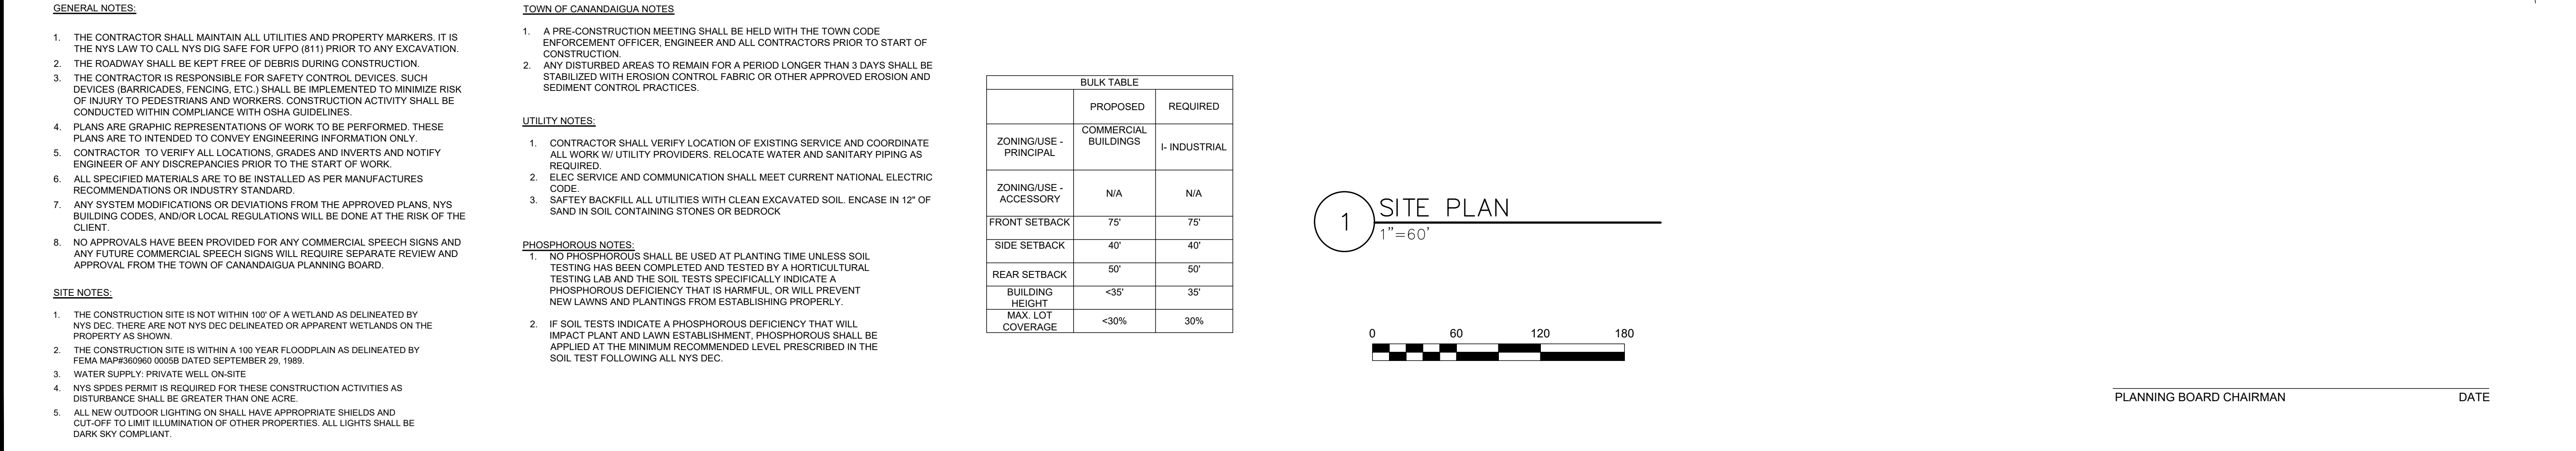 GENERAL NOTES:
1. THE CONTRACTOR SHALL MAINTAIN ALL UTILITIES AND PROPERTY MARKERS. IT IS
THE NYS LAW TO CALL NYS DIG SAFE FOR UFPO (811) PRIOR TO ANY EXCAVATION.
2. THE ROADWAY SHALL BE KEPT FREE OF DEBRIS DURING CONSTRUCTION.
3. THE CONTRACTOR IS RESPONSIBLE FOR SAFETY CONTROL DEVICES. SUCH
DEVICES (BARRICADES, FENCING, ETC.) SHALL BE IMPLEMENTED TO MINIMIZE RISK
OF INJURY TO PEDESTRIANS AND WORKERS. CONSTRUCTION ACTIVITY SHALL BE
CONDUCTED WITHIN COMPLIANCE WITH OSHA GUIDELINES.
4. PLANS ARE GRAPHIC REPRESENTATIONS OF WORK TO BE PERFORMED. THESE
PLANS ARE TO INTENDED TO CONVEY ENGINEERING INFORMATION ONLY.
5. CONTRACTOR TO VERIFY ALL LOCATIONS, GRADES AND INVERTS AND NOTIFY
ENGINEER OF ANY DISCREPANCIES PRIOR TO THE START OF WORK.
6. ALL SPECIFIED MATERIALS ARE TO BE INSTALLED AS PER MANUFACTURES
RECOMMENDATIONS OR INDUSTRY STANDARD.
7. ANY SYSTEM MODIFICATIONS OR DEVIATIONS FROM THE APPROVED PLANS, NYS
BUILDING CODES, AND/OR LOCAL REGULATIONS WILL BE DONE AT THE RISK OF THE
CLIENT.
8. NO APPROVALS HAVE BEEN PROVIDED FOR ANY COMMERCIAL SPEECH SIGNS AND
ANY FUTURE COMMERCIAL SPEECH SIGNS WILL REQUIRE SEPARATE REVIEW AND
APPROVAL FROM THE TOWN OF CANANDAIGUA PLANNING BOARD.
SITE NOTES:
1. THE CONSTRUCTION SITE IS NOT WITHIN 100' OF A WETLAND AS DELINEATED BY
NYS DEC. THERE ARE NOT NYS DEC DELINEATED OR APPARENT WETLANDS ON THE
PROPERTY AS SHOWN.
2. THE CONSTRUCTION SITE IS WITHIN A 100 YEAR FLOODPLAIN AS DELINEATED BY
FEMA MAP#360960 0005B DATED SEPTEMBER 29, 1989.
3. WATER SUPPLY: PRIVATE WELL ON-SITE
4. NYS SPDES PERMIT IS REQUIRED FOR THESE CONSTRUCTION ACTIVITIES AS
DISTURBANCE SHALL BE GREATER THAN ONE ACRE.
5. ALL NEW OUTDOOR LIGHTING ON SHALL HAVE APPROPRIATE SHIELDS AND
CUT-OFF TO LIMIT ILLUMINATION OF OTHER PROPERTIES. ALL LIGHTS SHALL BE
DARK SKY COMPLIANT.
TOWN OF CANANDAIGUA NOTES
1. A PRE-CONSTRUCTION MEETING SHALL BE HELD WITH THE TOWN CODE
ENFORCEMENT OFFICER, ENGINEER AND ALL CONTRACTORS PRIOR TO START OF
CONSTRUCTION.
2. ANY DISTURBED AREAS TO REMAIN FOR A PERIOD LONGER THAN 3 DAYS SHALL BE
STABILIZED WITH EROSION CONTROL FABRIC OR OTHER APPROVED EROSION AND
SEDIMENT CONTROL PRACTICES.
UTILITY NOTES:
1. CONTRACTOR SHALL VERIFY LOCATION OF EXISTING SERVICE AND COORDINATE
ALL WORK W/ UTILITY PROVIDERS. RELOCATE WATER AND SANITARY PIPING AS
REQUIRED.
2. ELEC SERVICE AND COMMUNICATION SHALL MEET CURRENT NATIONAL ELECTRIC
CODE.
3. SAFTEY BACKFILL ALL UTILITIES WITH CLEAN EXCAVATED SOIL. ENCASE IN 12" OF
SAND IN SOIL CONTAINING STONES OR BEDROCK
PHOSPHOROUS NOTES:
1. NO PHOSPHOROUS SHALL BE USED AT PLANTING TIME UNLESS SOIL
TESTING HAS BEEN COMPLETED AND TESTED BY A HORTICULTURAL
TESTING LAB AND THE SOIL TESTS SPECIFICALLY INDICATE A
PHOSPHOROUS DEFICIENCY THAT IS HARMFUL, OR WILL PREVENT
NEW LAWNS AND PLANTINGS FROM ESTABLISHING PROPERLY.
2. IF SOIL TESTS INDICATE A PHOSPHOROUS DEFICIENCY THAT WILL
IMPACT PLANT AND LAWN ESTABLISHMENT, PHOSPHOROUS SHALL BE
APPLIED AT THE MINIMUM RECOMMENDED LEVEL PRESCRIBED IN THE
SOIL TEST FOLLOWING ALL NYS DEC.
BULK TABLE
PROPOSED REQUIRED
ZONING/USE -
PRINCIPAL
COMMERCIAL
BUILDINGS
I- INDUSTRIAL
ZONING/USE -
ACCESSORY
N/A N/A
FRONT SETBACK 75' 75'
SIDE SETBACK 40' 40'
REAR SETBACK 50' 50'
BUILDING
HEIGHT
<35' 35'
MAX. LOT
COVERAGE
<30% 30%
1 SITE PLAN
1"=60'
0 60 120 180
PLANNING BOARD CHAIRMAN DATE